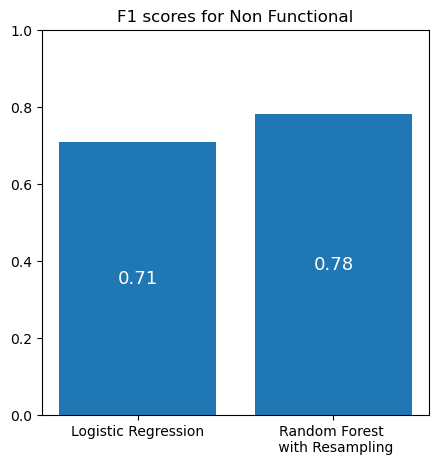 F1 scores for Non Functional
1.0
0.8
0.6
0.4
0.2
0.0
0.71
0.78
Logistic Regression
Random Forest
with Resampling